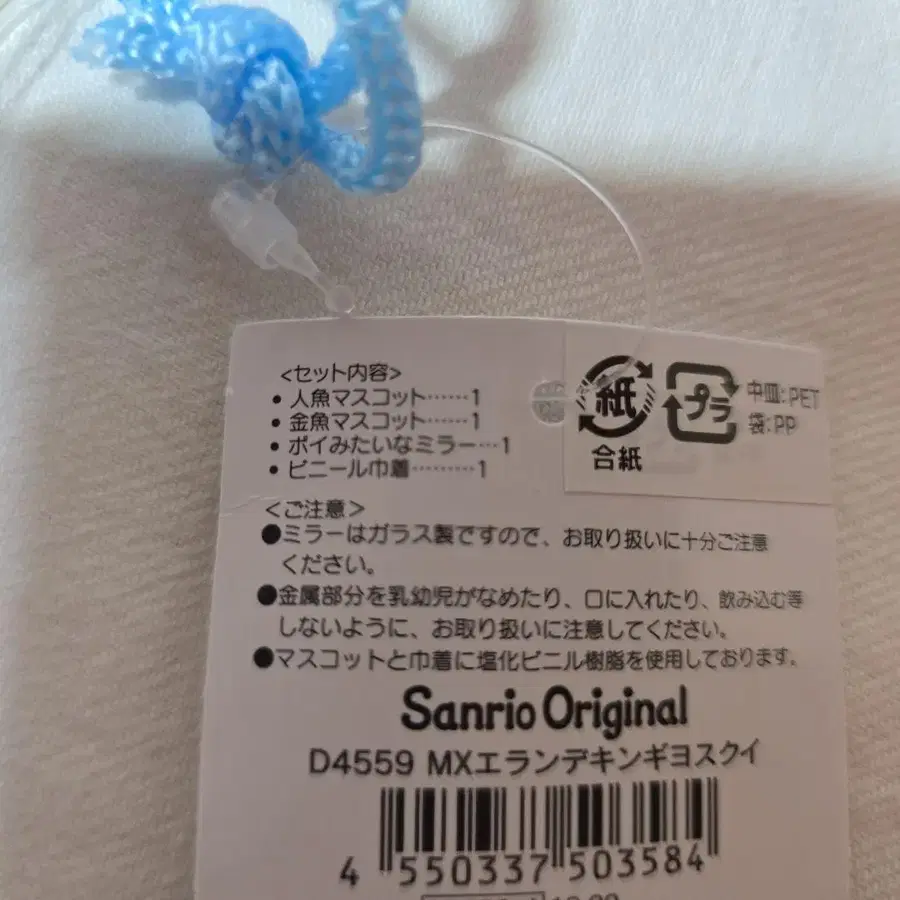 <セット内容>
• 人魚マスコット……1
• 金魚マスコット……1
• ポイみたいなミラー…1
• ビニール巾着………1
紙
合紙
プラ
中皿:PET
袋:PP
<ご注意>
●ミラーはガラス製ですので、お取り扱いに十分ご注意
ください。
●金属部分を乳幼児がなめたり、口に入れたり、飲み込む等
しないように、お取り扱いに注意してください。
●マスコットと巾着に塩化ビニル樹脂を使用しております。
Sanrio Original
D4559 MXエランデキンギヨスクイ
4 550337 503584